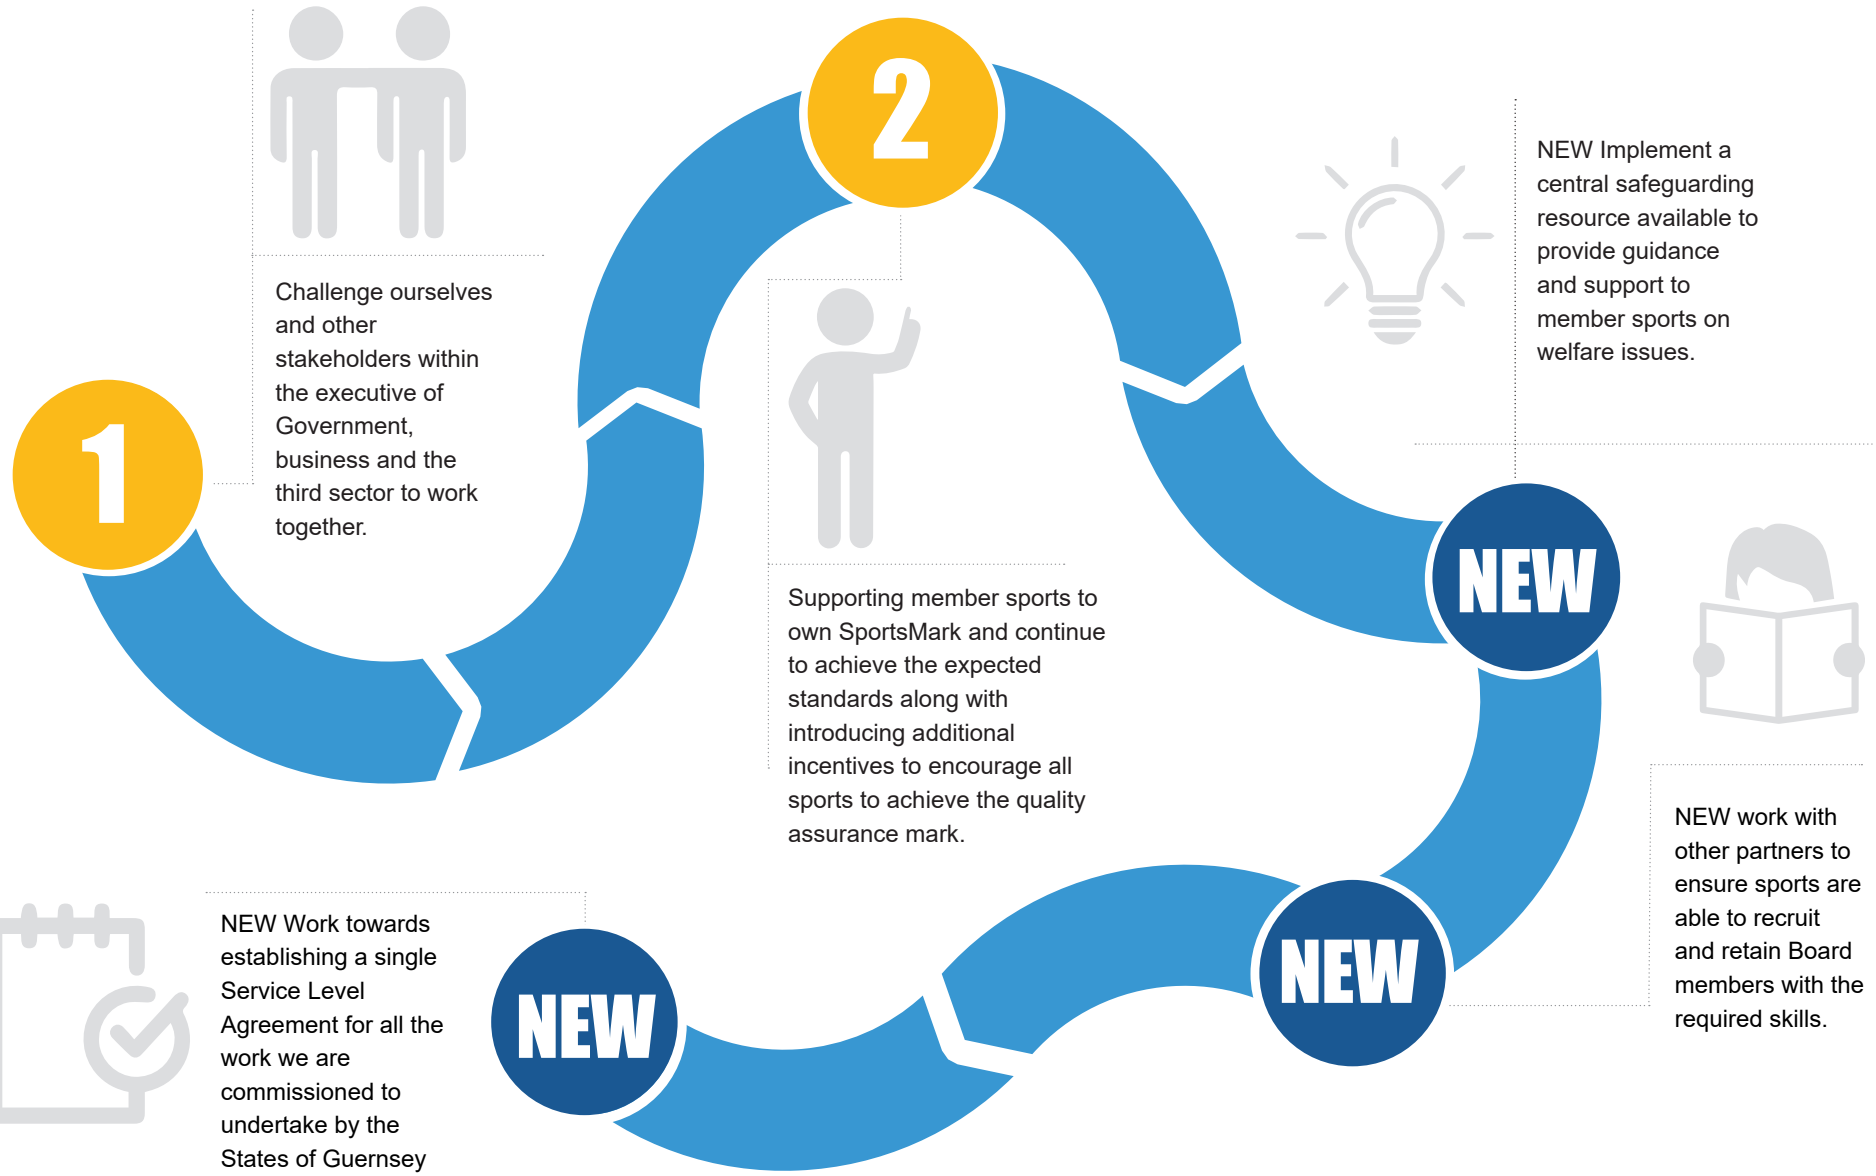 1
Challenge ourselves
and other
stakeholders within
the executive of
Government,
business and the
third sector to work
together.
2
Supporting member sports to
own SportsMark and continue
to achieve the expected
standards along with
introducing additional
incentives to encourage all
sports to achieve the quality
assurance mark.
NEW Implement a
central safeguarding
resource available to
provide guidance
and support to
member sports on
welfare issues.
NEW
NEW work with
other partners to
ensure sports are
able to recruit
and retain Board
members with the
required skills.
NEW
NEW Work towards
establishing a single
Service Level
Agreement for all the
work we are
commissioned to
undertake by the
States of Guernsey
NEW